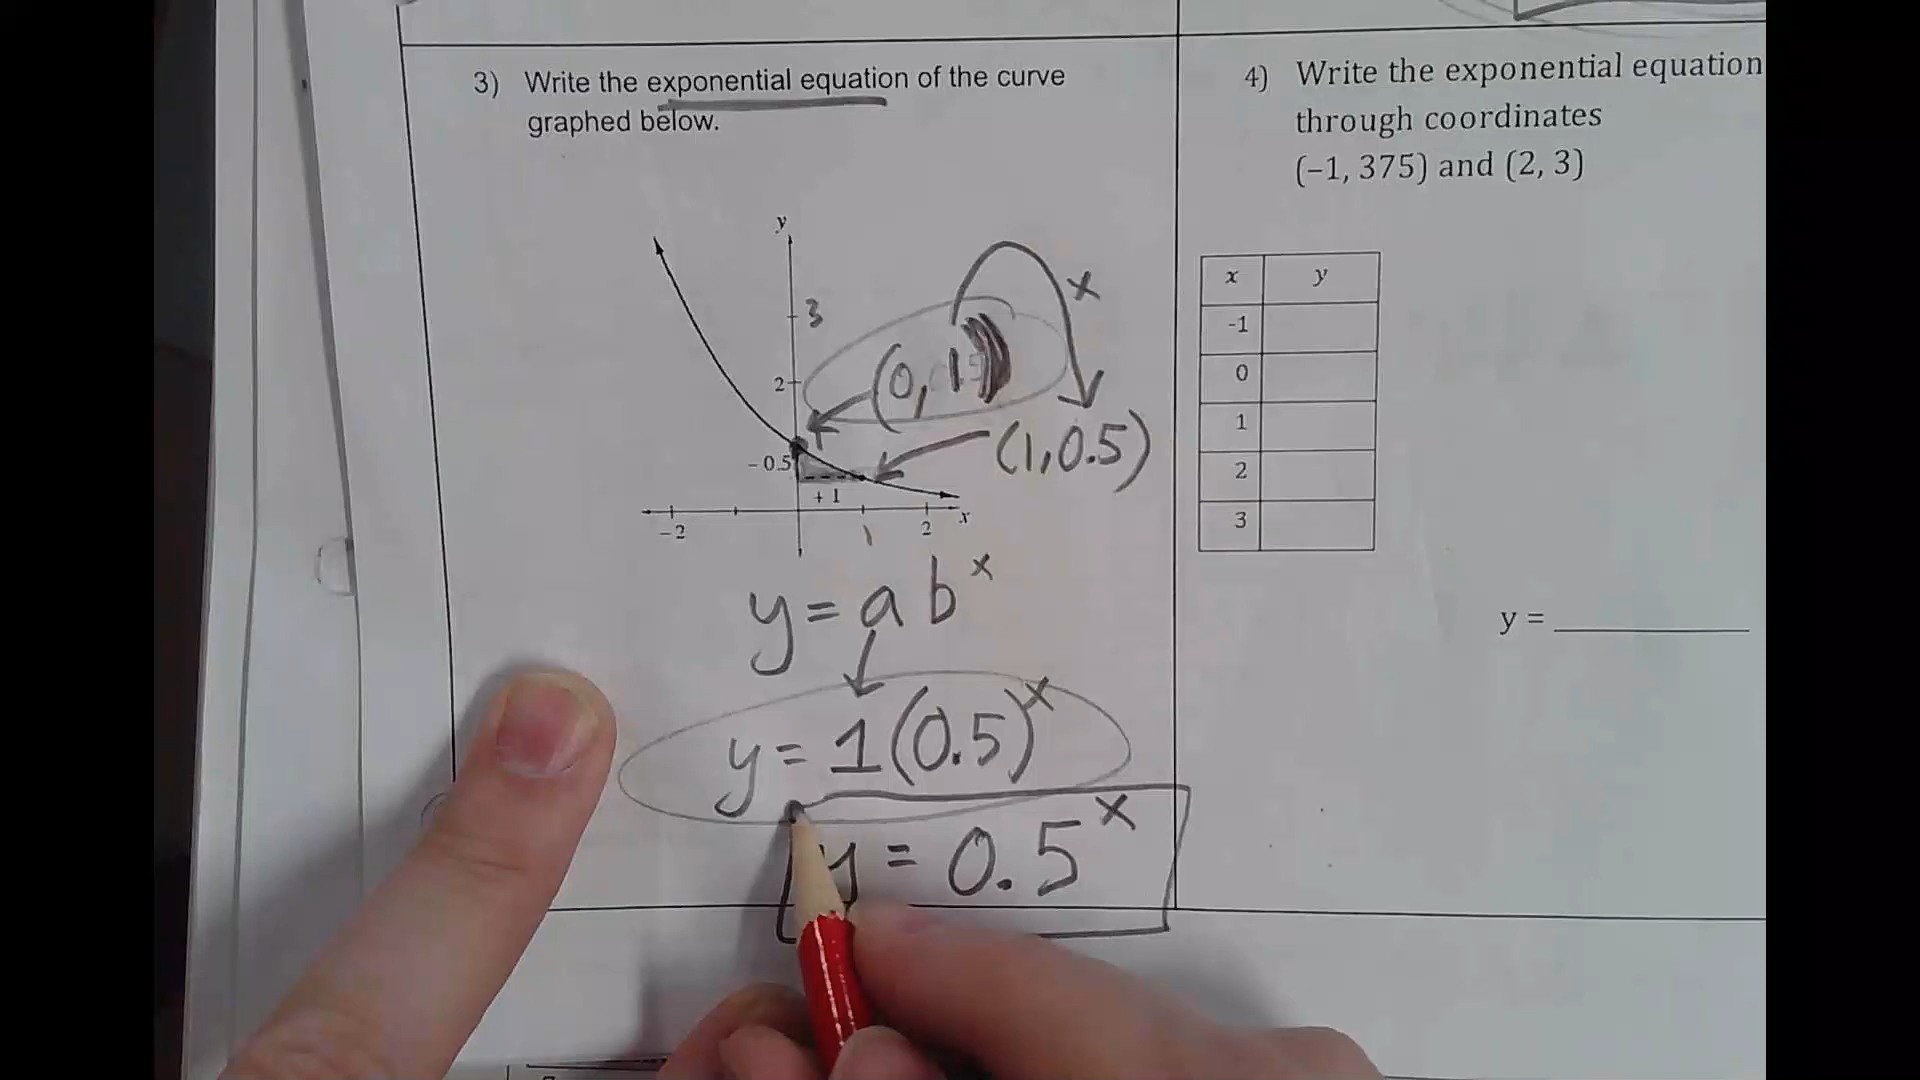 3) Write the exponential equation of the curve
graphed below.
y
3
2
(0, 1)
x
(1, 0.5)
– 0.5
+ 1
– 2
1
2
x
y = a b^x
y = 1(0.5)^x
y = 0.5^x
4) Write the exponential equation
through coordinates
(–1, 375) and (2, 3)
x y
-1
0
1
2
3
y = ________